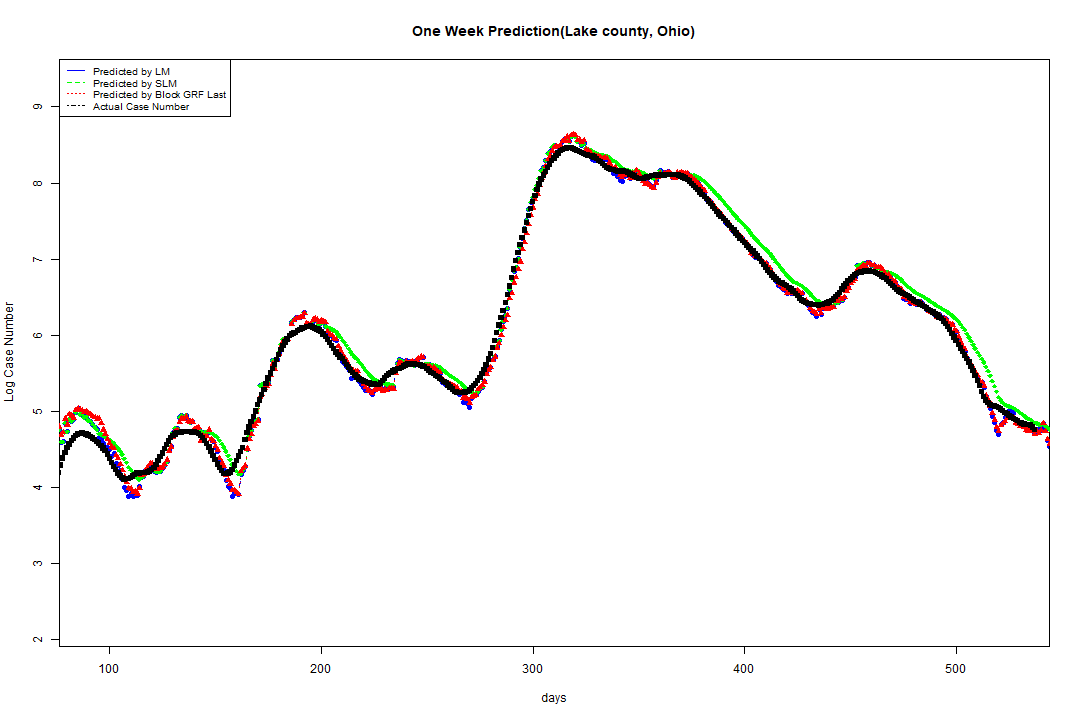 One Week Prediction(Lake county, Ohio)
Predicted by LM
Predicted by SLM
Predicted by Block GRF Last
Actual Case Number
Log Case Number
9
8
7
6
5
4
3
2
100 200 300 400 500
days